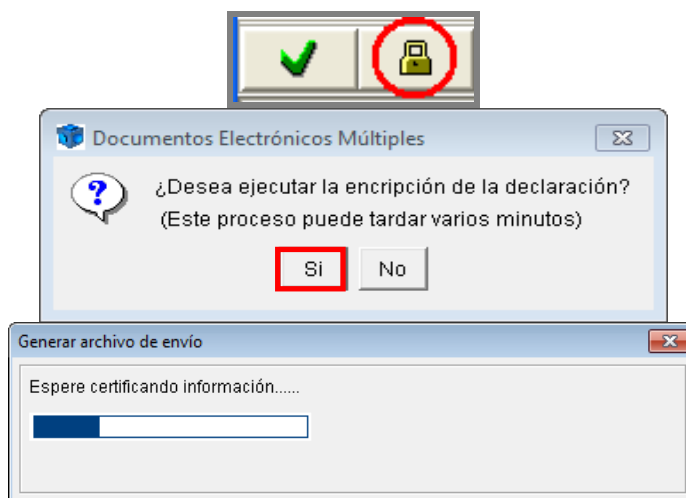 Documentos Electrónicos Múltiples
¿Desea ejecutar la encripción de la declaración?
(Este proceso puede tardar varios minutos)
Si No
Generar archivo de envío
Espere certificando información......